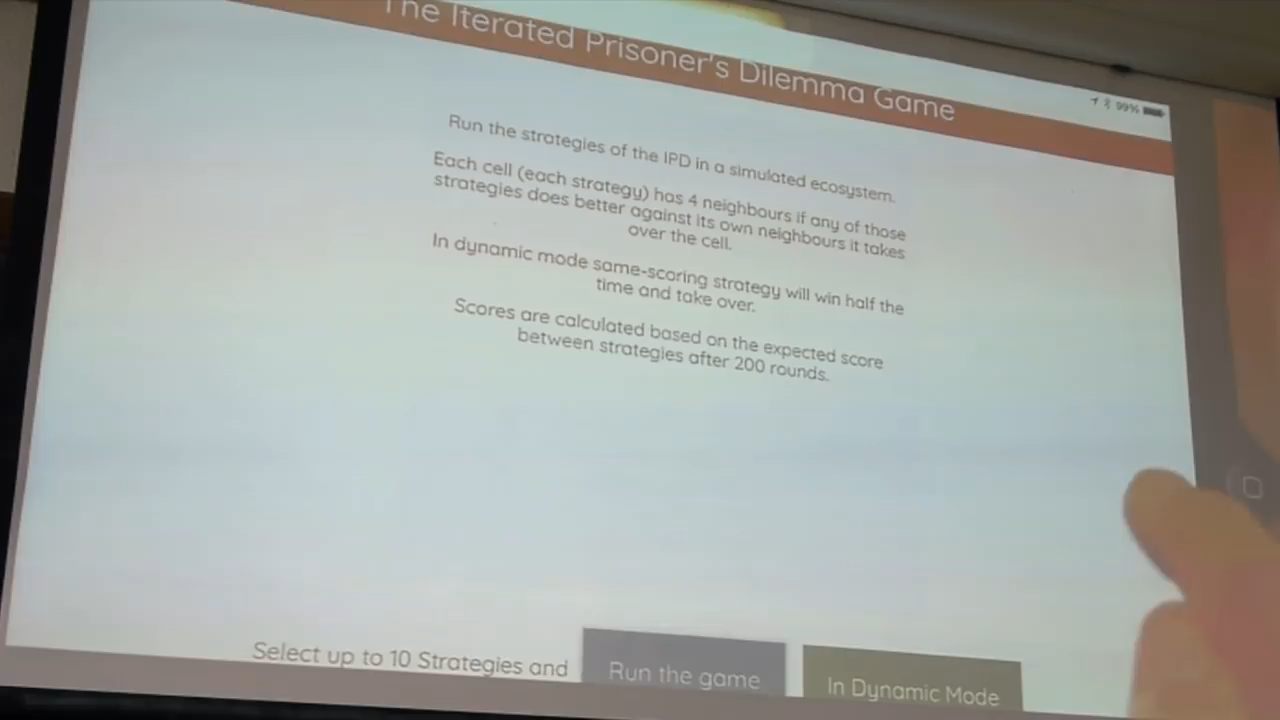 The Iterated Prisoner's Dilemma Game
99%
Run the strategies of the IPD in a simulated ecosystem.
Each cell (each strategy) has 4 neighbours if any of those
strategies does better against its own neighbours it takes
over the cell.
In dynamic mode same-scoring strategy will win half the
time and take over.
Scores are calculated based on the expected score
between strategies after 200 rounds.
Select up to 10 Strategies and
Run the game
In Dynamic Mode